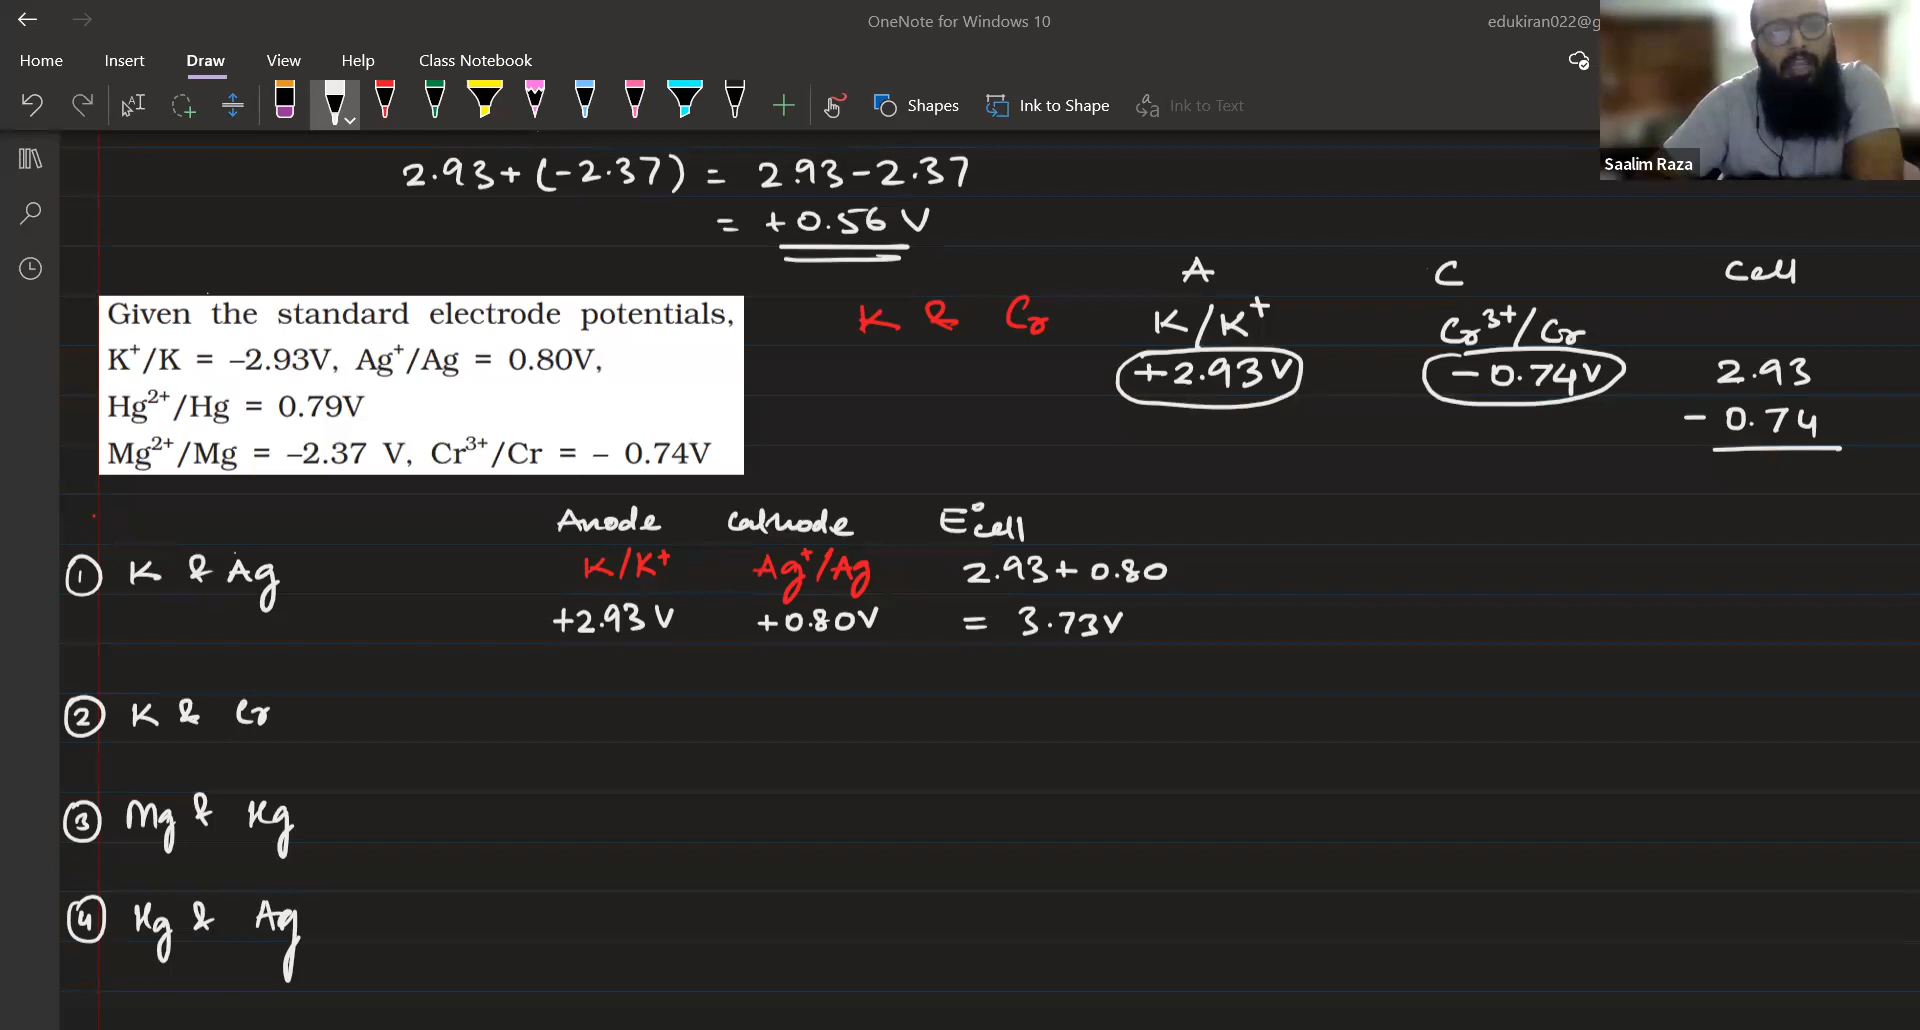 OneNote for Windows 10
edukiran022@g
Home Insert Draw View Help Class Notebook
Shapes Ink to Shape Ink to Text
Saalim Raza
2.93 + (-2.37) = 2.93 - 2.37
= +0.56 V
Given the standard electrode potentials,
K⁺/K = –2.93V, Ag⁺/Ag = 0.80V,
Hg²⁺/Hg = 0.79V
Mg²⁺/Mg = –2.37 V, Cr³⁺/Cr = – 0.74V
K & Cr
A C Cell
K/K⁺ Cr³⁺/Cr
+2.93V -0.74V 2.93
- 0.74
Anode Cathode E°cell
① K & Ag K/K⁺ Ag⁺/Ag 2.93 + 0.80
+2.93 V +0.80V = 3.73V
② K & Cr
③ Mg & Hg
④ Hg & Ag